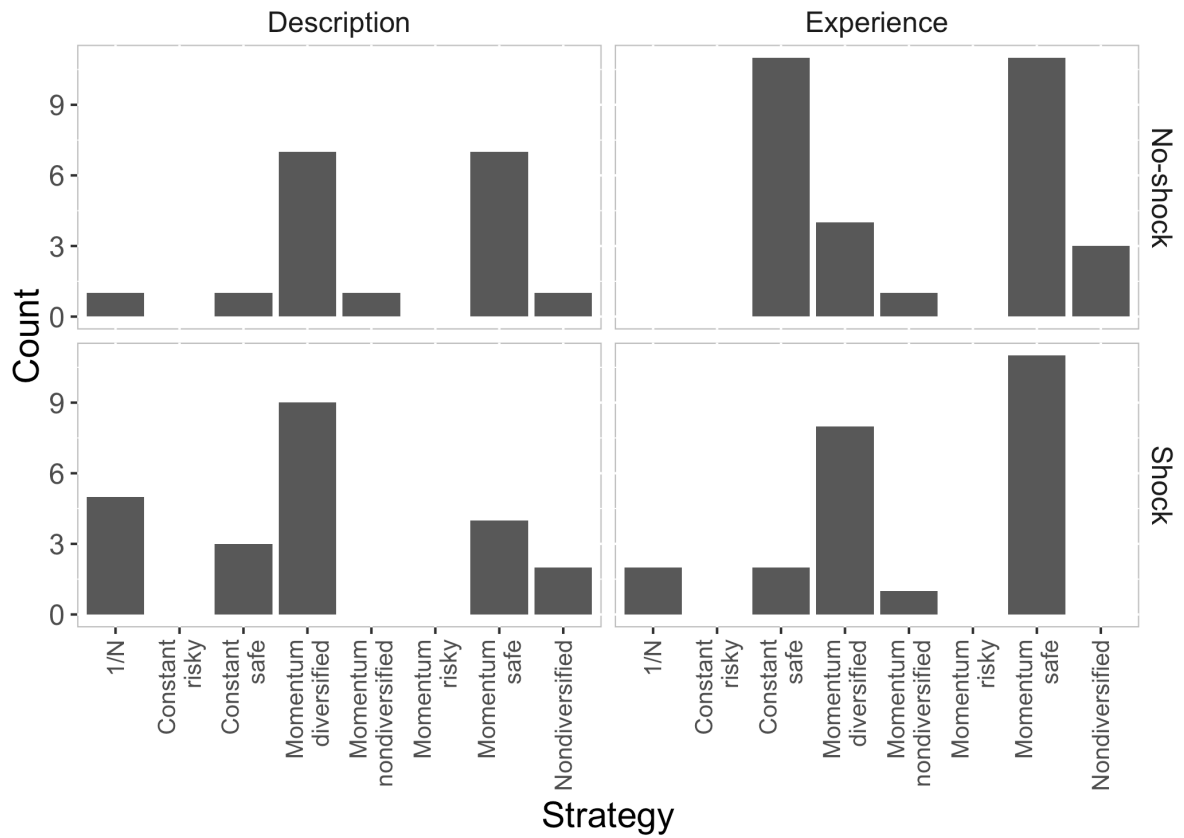 Description
Experience
No-shock
Shock
Count
9
6
3
0
9
6
3
0
1/N
Constant
risky
Constant
safe
Momentum
diversified
Momentum
nondiversified
Momentum
risky
Momentum
safe
Nondiversified
1/N
Constant
risky
Constant
safe
Momentum
diversified
Momentum
nondiversified
Momentum
risky
Momentum
safe
Nondiversified
Strategy